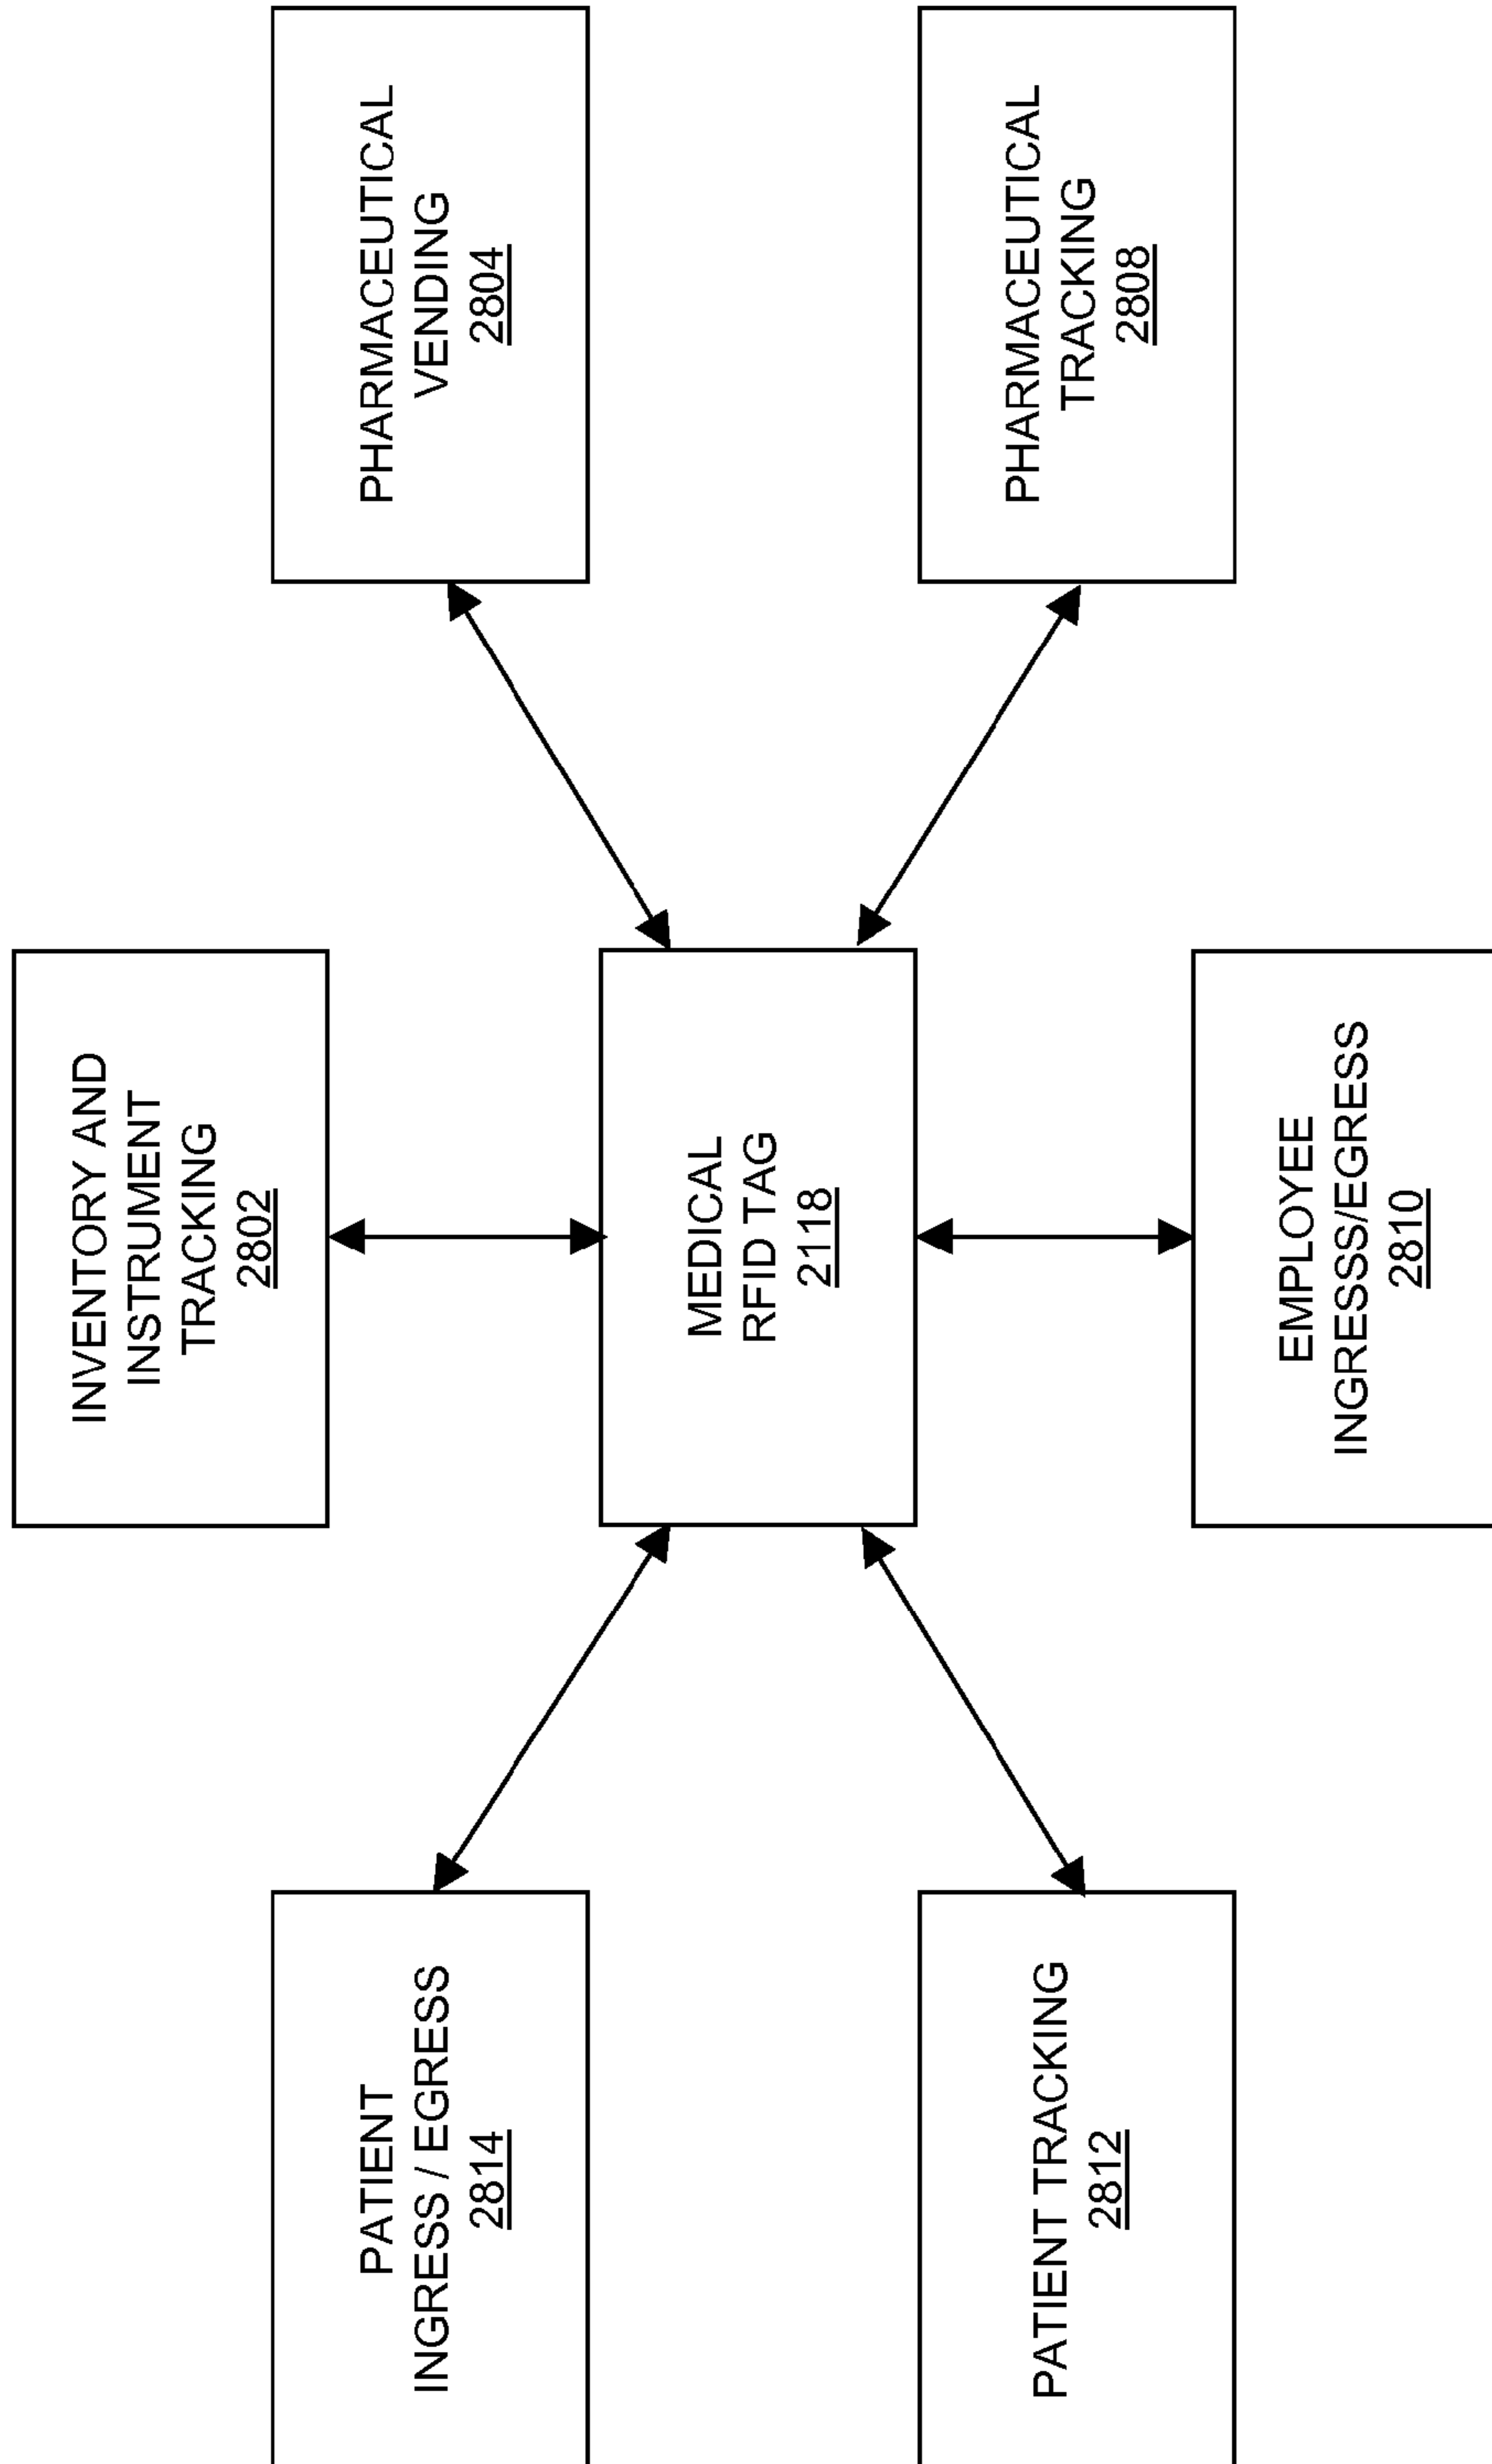 INVENTORY AND
INSTRUMENT
TRACKING
2802
PATIENT
INGRESS / EGRESS
2814
PHARMACEUTICAL
VENDING
2804
MEDICAL
RFID TAG
2118
PATIENT TRACKING
2812
PHARMACEUTICAL
TRACKING
2808
EMPLOYEE
INGRESSS/EGRESS
2810